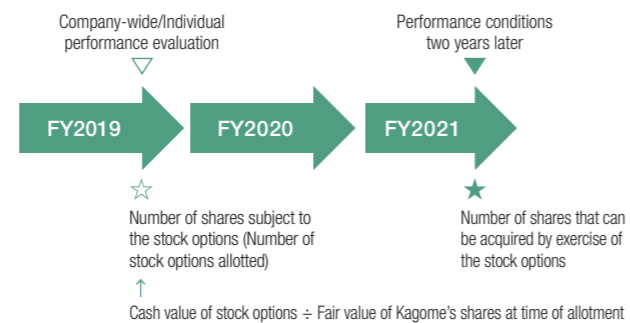 Company-wide/Individual
performance evaluation
Performance conditions
two years later
FY2019
FY2020
FY2021
Number of shares subject to
the stock options (Number of
stock options allotted)
Number of shares that can
be acquired by exercise of
the stock options
Cash value of stock options ÷ Fair value of Kagome's shares at time of allotment